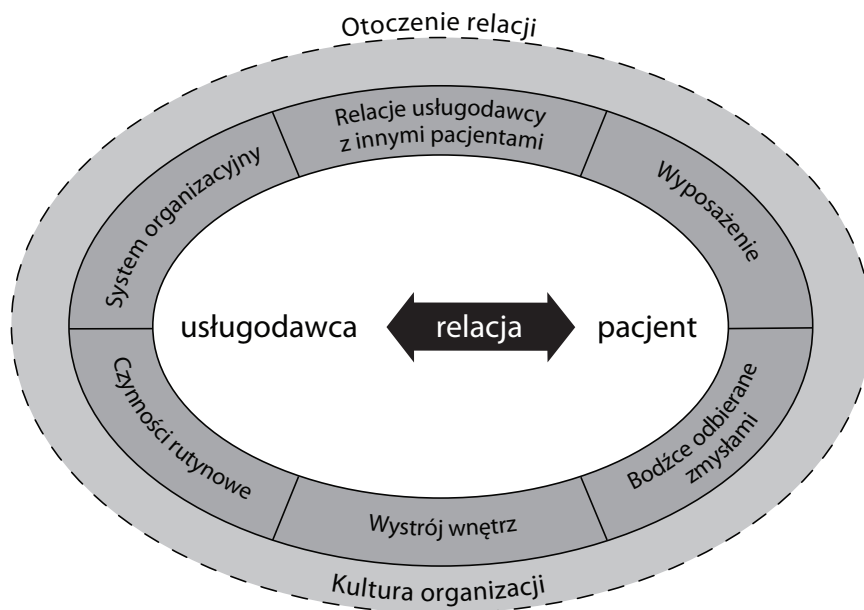 Otoczenie relacji
Relacje usługodawcy
z innymi pacjentami
System organizacyjny
Wyposażenie
usługodawca
relacja
pacjent
Czynności rutynowe
Bodźce odbierane
zmysłami
Wystrój wnętrz
Kultura organizacji